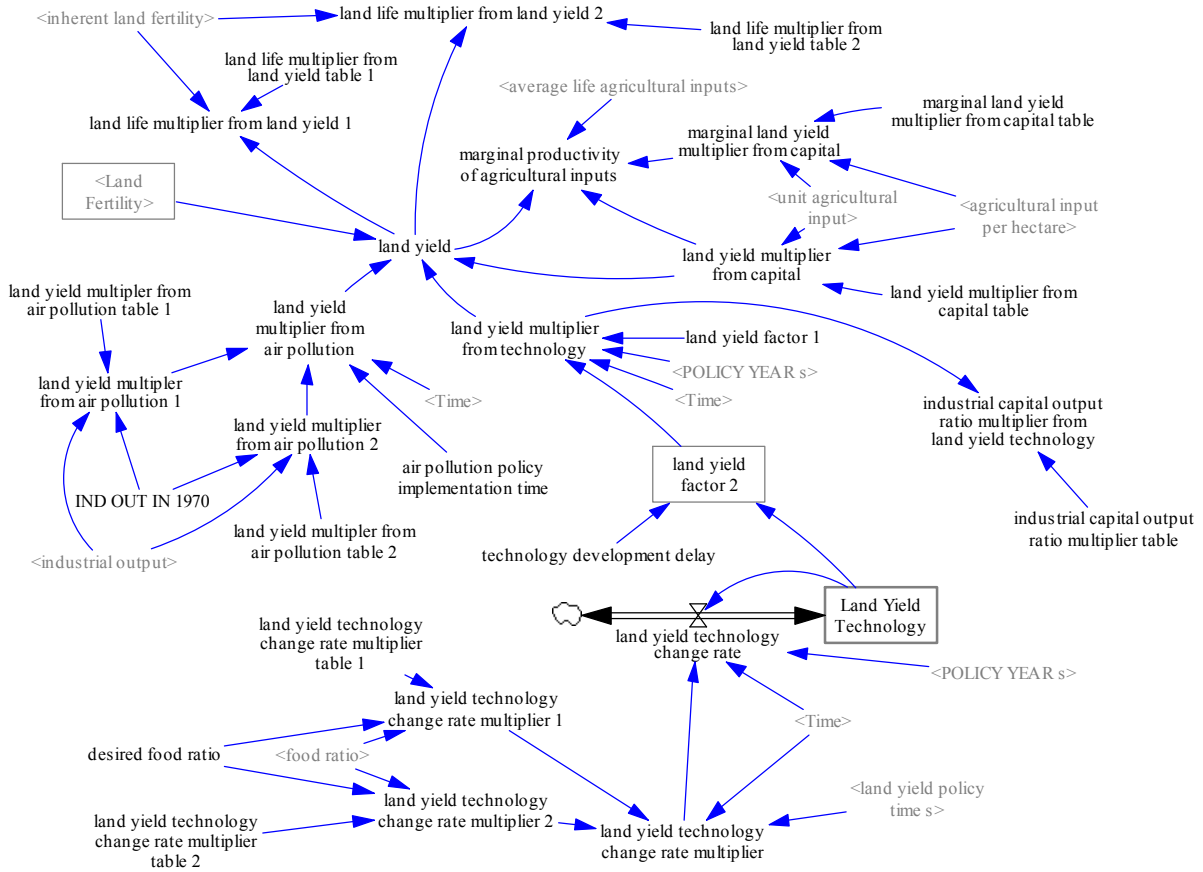 <inherent land fertility>
land life multiplier from land yield 2
land life multiplier from
land yield table 2
land life multiplier from
land yield table 1
<average life agricultural inputs>
land life multiplier from land yield 1
marginal land yield
multiplier from capital table
marginal land yield
multiplier from capital
marginal productivity
of agricultural inputs
<Land
Fertility>
<unit agricultural
input>
<agricultural input
per hectare>
land yield
land yield multiplier
from capital
land yield multiplier from
capital table
land yield multipler from
air pollution table 1
land yield
multiplier from
air pollution
land yield multiplier
from technology
land yield factor 1
<POLICY YEAR s>
<Time>
land yield multipler
from air pollution 1
<Time>
land yield multipler
from air pollution 2
industrial capital output
ratio multiplier from
land yield technology
air pollution policy
implementation time
land yield
factor 2
IND OUT IN 1970
industrial capital output
ratio multiplier table
land yield multipler from
air pollution table 2
technology development delay
<industrial output>
Land Yield
Technology
land yield technology
change rate
land yield technology
change rate multiplier
table 1
<POLICY YEAR s>
land yield technology
change rate multiplier 1
<Time>
desired food ratio
<food ratio>
land yield technology
change rate multiplier 2
<land yield policy
time s>
land yield technology
change rate multiplier
table 2
land yield technology
change rate multiplier